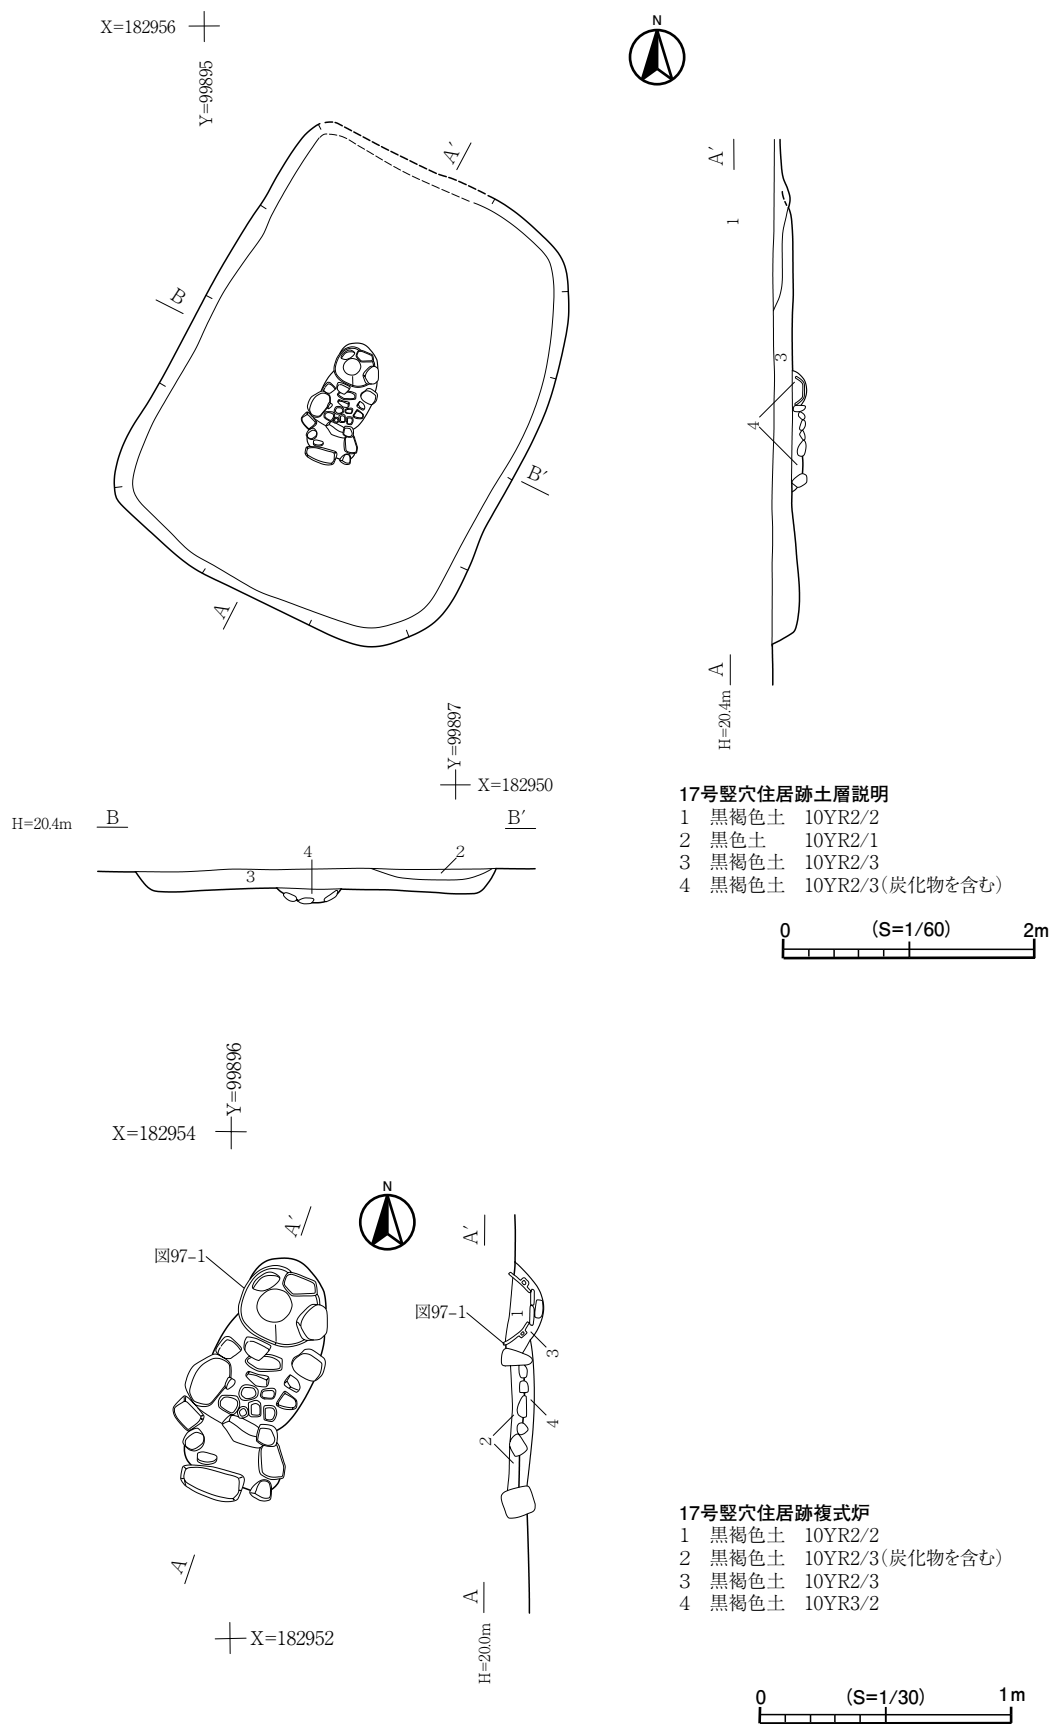 X=182956
Y=99895
N
A′
B
B′
A
A′
1
3
4
A
H=20.4m
Y=99897
X=182950
H=20.4m
B
B′
4
2
3
17号竪穴住居跡土層説明
1 黒褐色土 10YR2/2
2 黒色土 10YR2/1
3 黒褐色土 10YR2/3
4 黒褐色土 10YR2/3(炭化物を含む)
0 (S=1/60) 2m
Y=99896
X=182954
N
A′
図97-1
A
X=182952
A′
図97-1
1
3
4
2
A
H=20.0m
17号竪穴住居跡複式炉
1 黒褐色土 10YR2/2
2 黒褐色土 10YR2/3(炭化物を含む)
3 黒褐色土 10YR2/3
4 黒褐色土 10YR3/2
0 (S=1/30) 1m